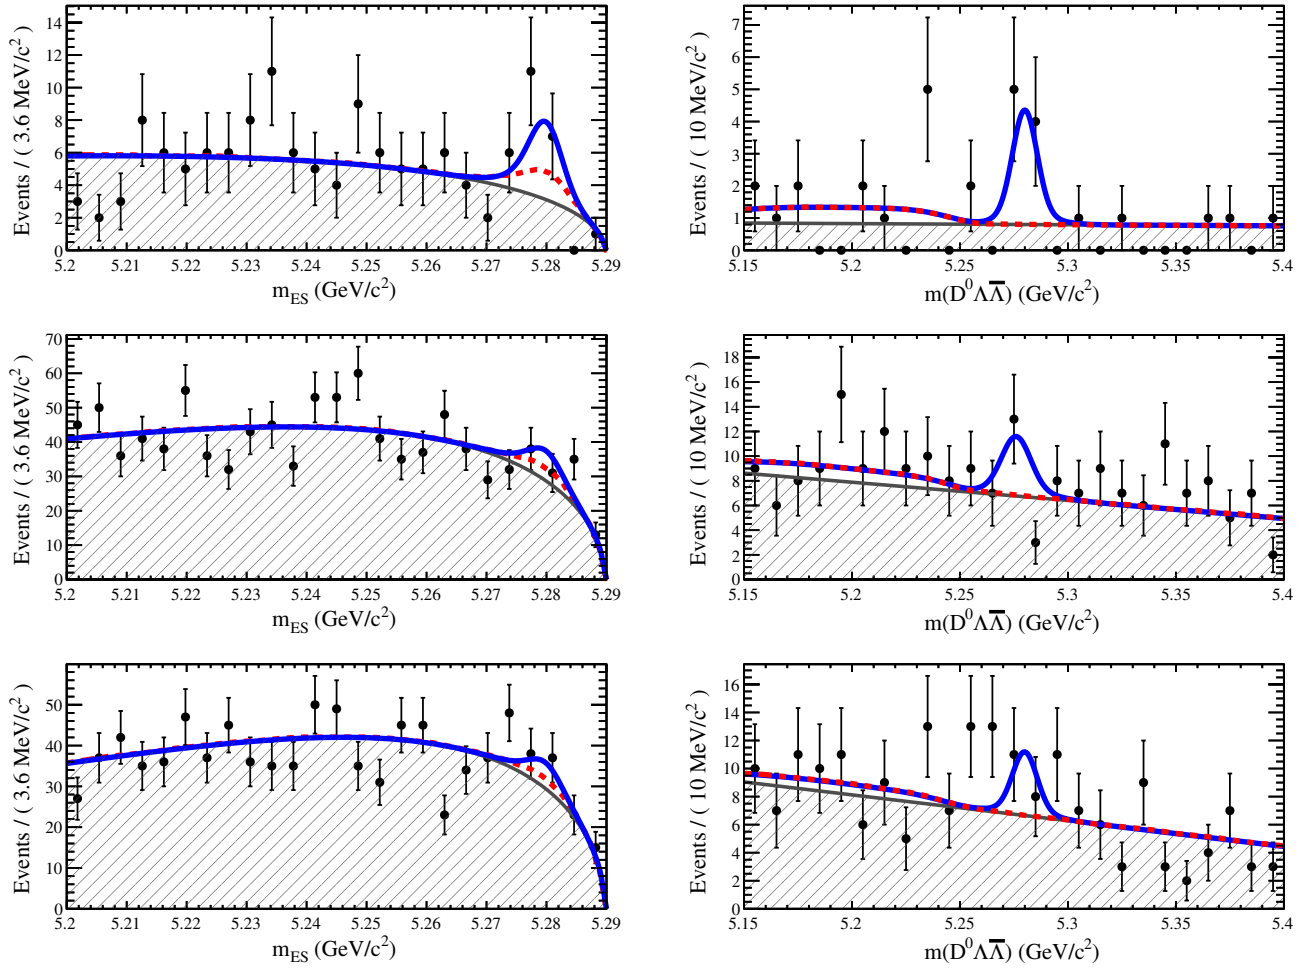 Events / ( 3.6 MeV/c²)
14
12
10
8
6
4
2
0
5.2 5.21 5.22 5.23 5.24 5.25 5.26 5.27 5.28 5.29
m_ES (GeV/c²)
Events / ( 10 MeV/c²)
7
6
5
4
3
2
1
0
5.15 5.2 5.25 5.3 5.35 5.4
m(D⁰ΛΛ̅) (GeV/c²)
Events / ( 3.6 MeV/c²)
70
60
50
40
30
20
10
0
5.2 5.21 5.22 5.23 5.24 5.25 5.26 5.27 5.28 5.29
m_ES (GeV/c²)
Events / ( 10 MeV/c²)
18
16
14
12
10
8
6
4
2
0
5.15 5.2 5.25 5.3 5.35 5.4
m(D⁰ΛΛ̅) (GeV/c²)
Events / ( 3.6 MeV/c²)
50
40
30
20
10
0
5.2 5.21 5.22 5.23 5.24 5.25 5.26 5.27 5.28 5.29
m_ES (GeV/c²)
Events / ( 10 MeV/c²)
16
14
12
10
8
6
4
2
0
5.15 5.2 5.25 5.3 5.35 5.4
m(D⁰ΛΛ̅) (GeV/c²)